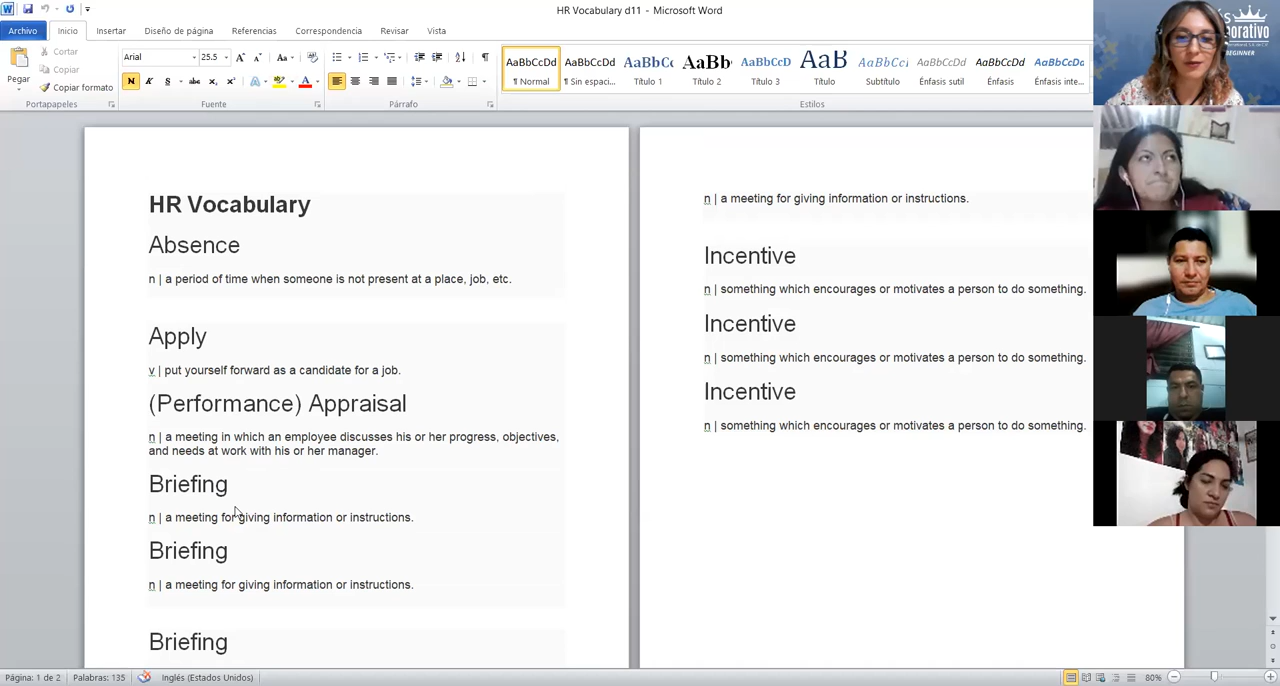 HR Vocabulary d11 - Microsoft Word
Archivo Inicio Insertar Diseño de página Referencias Correspondencia Revisar Vista
Pegar
Cortar
Copiar
Copiar formato
Portapapeles
Arial 25.5
Fuente
Párrafo
AaBbCcDd AaBbCcDd AaBbCc AaBb AaBbCcDd AaB AaBbCc AaBbCcDd AaBbCcDd AaBbCcDd
¶ Normal ¶ Sin espaci... Título 1 Título 2 Título 3 Título Subtítulo Énfasis sutil Énfasis Énfasis inte...
Estilos
HR Vocabulary
Absence
n | a period of time when someone is not present at a place, job, etc.
Apply
v | put yourself forward as a candidate for a job.
(Performance) Appraisal
n | a meeting in which an employee discusses his or her progress, objectives,
and needs at work with his or her manager.
Briefing
n | a meeting for giving information or instructions.
Briefing
n | a meeting for giving information or instructions.
Briefing
n | a meeting for giving information or instructions.
Incentive
n | something which encourages or motivates a person to do something.
Incentive
n | something which encourages or motivates a person to do something.
Incentive
n | something which encourages or motivates a person to do something.
Página: 1 de 2 Palabras: 135 Inglés (Estados Unidos) 80%